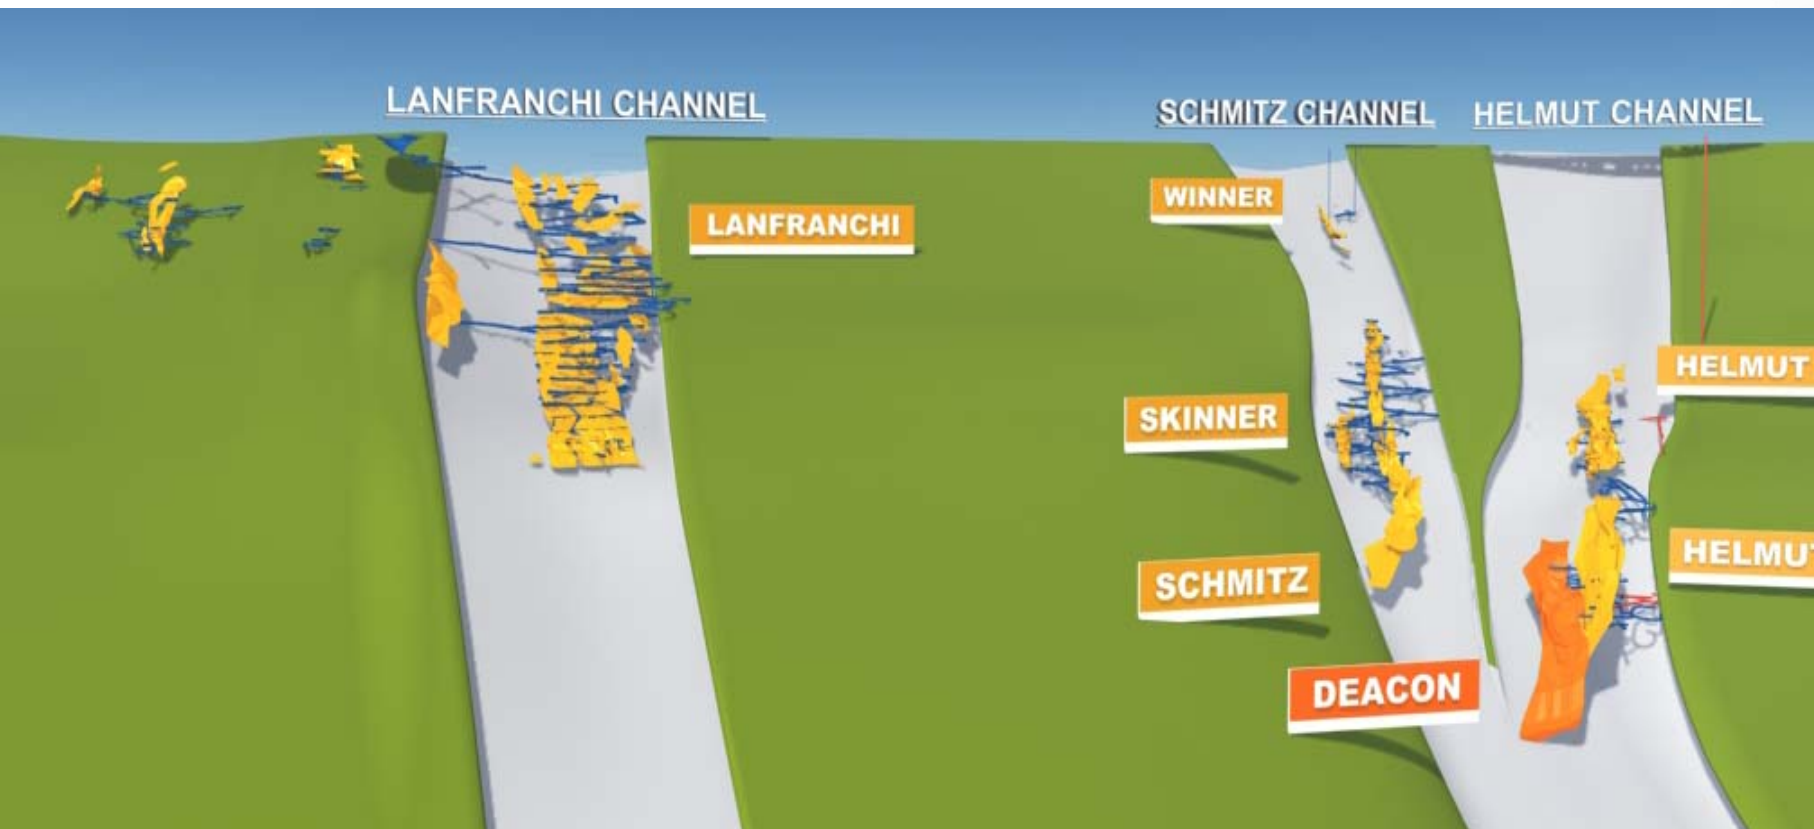 LANFRANCHI CHANNEL
SCHMITZ CHANNEL
HELMUT CHANNEL
WINNER
LANFRANCHI
HELMUT
SKINNER
HELMU
SCHMITZ
DEACON